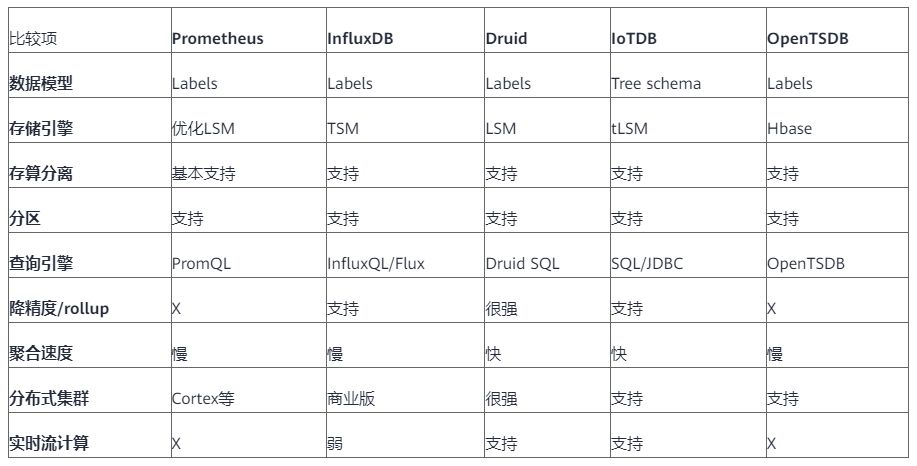 比较项 Prometheus InfluxDB Druid IoTDB OpenTSDB
数据模型 Labels Labels Labels Tree schema Labels
存储引擎 优化LSM TSM LSM tLSM Hbase
存算分离 基本支持 支持 支持 支持 支持
分区 支持 支持 支持 支持 支持
查询引擎 PromQL InfluxQL/Flux Druid SQL SQL/JDBC OpenTSDB
降精度/rollup X 支持 很强 支持 X
聚合速度 慢 慢 快 快 慢
分布式集群 Cortex等 商业版 很强 支持 支持
实时流计算 X 弱 支持 支持 X